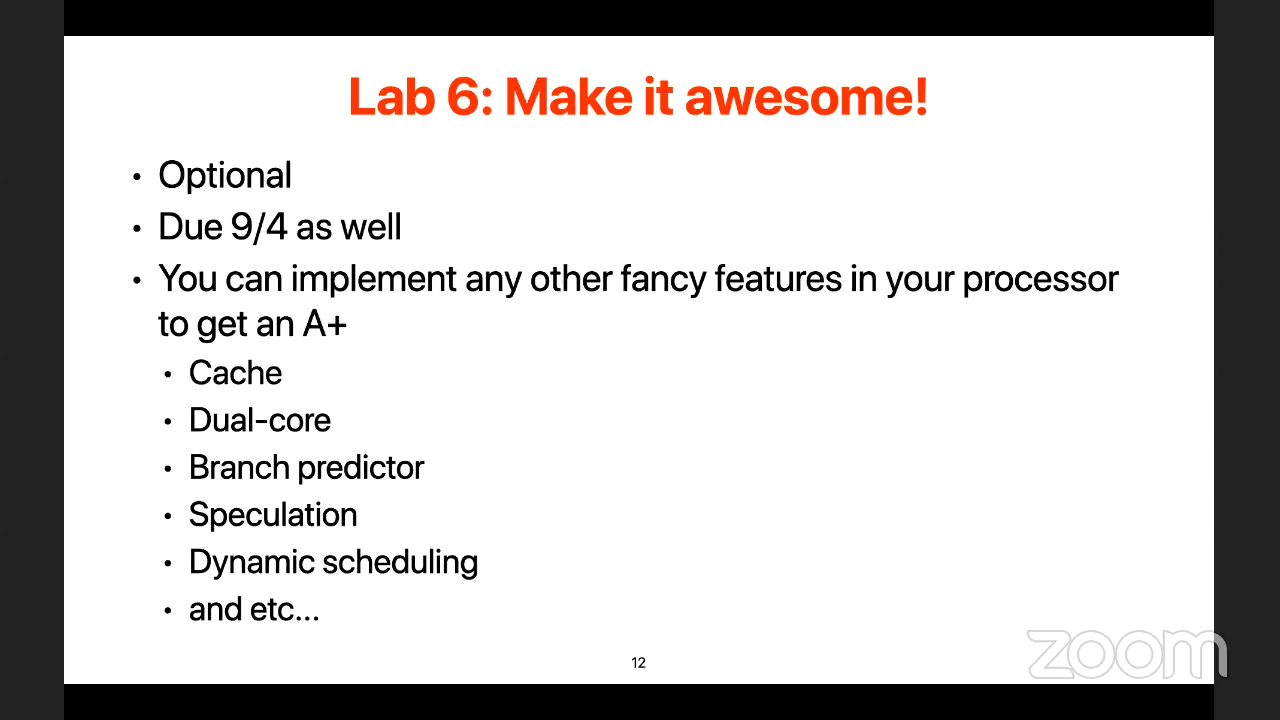 Lab 6: Make it awesome!
• Optional
• Due 9/4 as well
• You can implement any other fancy features in your processor
to get an A+
• Cache
• Dual-core
• Branch predictor
• Speculation
• Dynamic scheduling
• and etc...
12
zoom